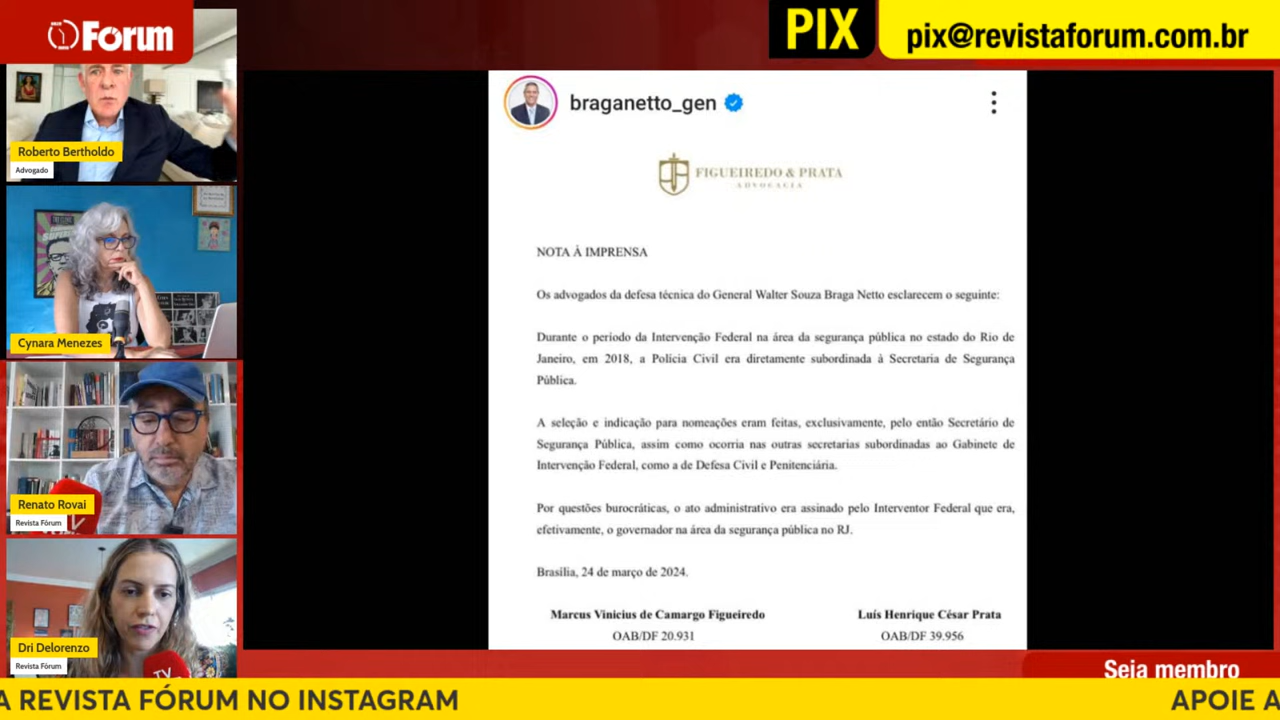 Fórum
PIX
pix@revistaforum.com.br
Roberto Bertholdo
Advogado
Cynara Menezes
Renato Rovai
Revista Fórum
Dri Delorenzo
Revista Fórum
braganetto_gen
FIGUEIREDO & PRATA
ADVOCACIA
NOTA À IMPRENSA
Os advogados da defesa técnica do General Walter Souza Braga Netto esclarecem o seguinte:
Durante o periodo da Intervenção Federal na área da segurança pública no estado do Rio de
Janeiro, em 2018, a Polícia Civil era diretamente subordinada à Secretaria de Segurança
Pública.
A seleção e indicação para nomeações eram feitas, exclusivamente, pelo então Secretário de
Segurança Pública, assim como ocorria nas outras secretarias subordinadas ao Gabinete de
Intervenção Federal, como a de Defesa Civil e Penitenciária.
Por questões burocráticas, o ato administrativo era assinado pelo Interventor Federal que era,
efetivamente, o governador na área da segurança pública no RJ.
Brasília, 24 de março de 2024.
Marcus Vinicius de Camargo Figueiredo
OAB/DF 20.931
Luís Henrique César Prata
OAB/DF 39.956
TV
Seja membro
A REVISTA FÓRUM NO INSTAGRAM
APOIE A